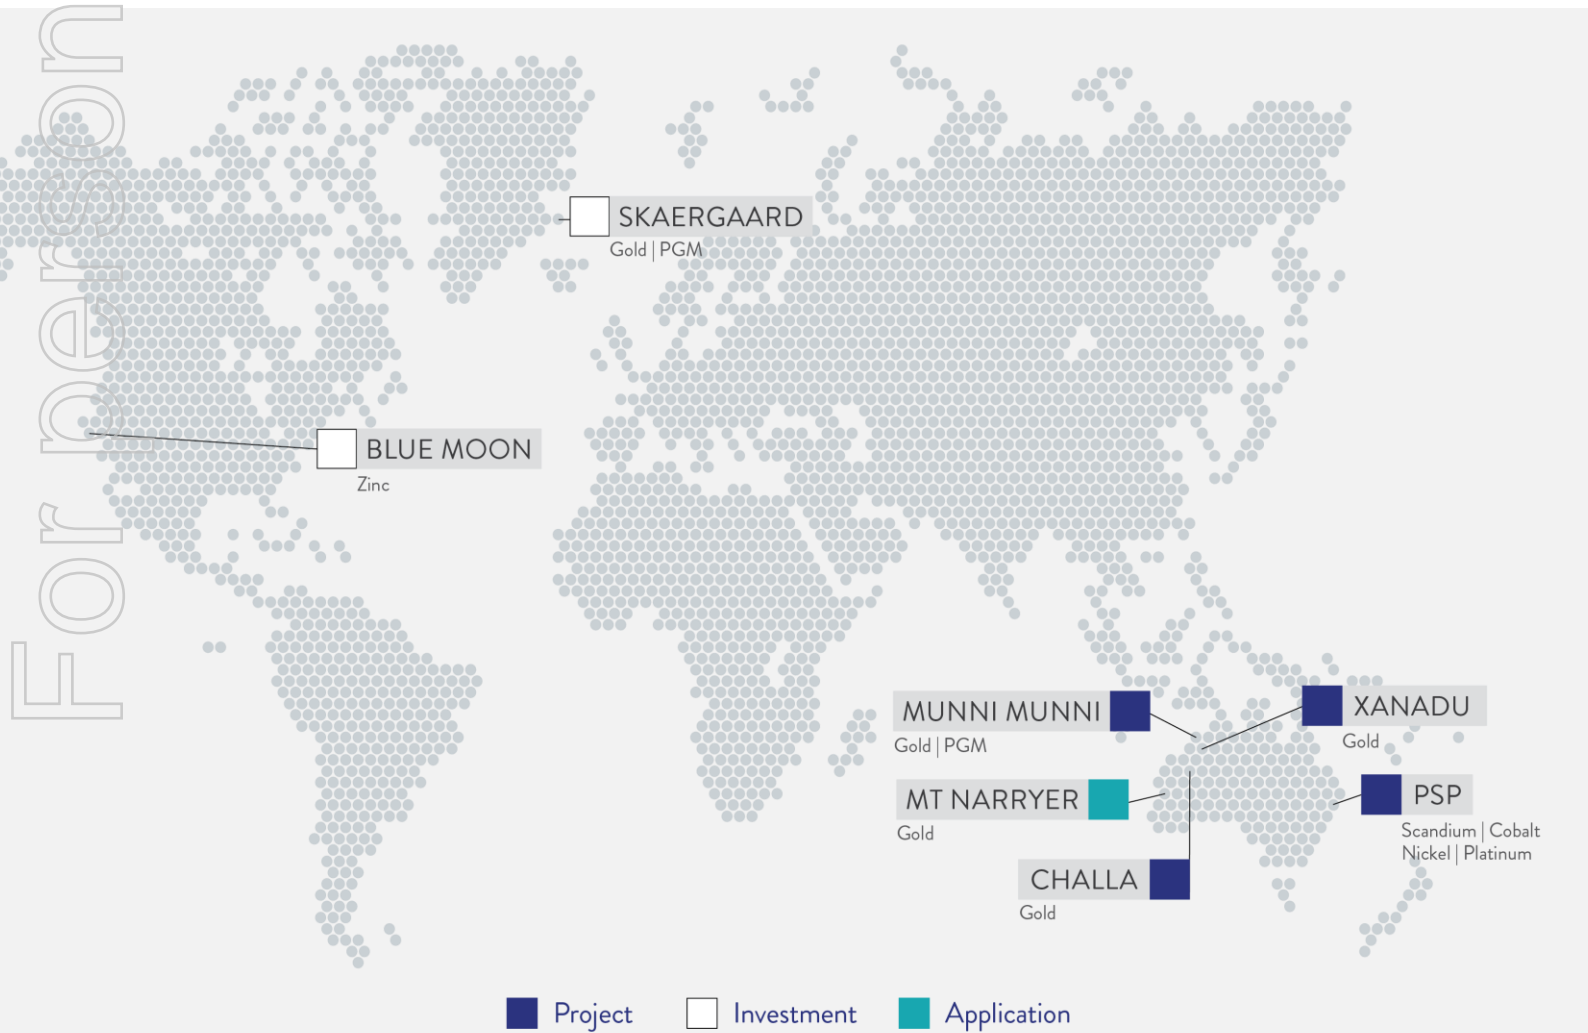 For person
SKAERGAARD
Gold | PGM
BLUE MOON
Zinc
MUNNI MUNNI
Gold | PGM
XANADU
Gold
MT NARRYER
Gold
PSP
Scandium | Cobalt
Nickel | Platinum
CHALLA
Gold
Project
Investment
Application